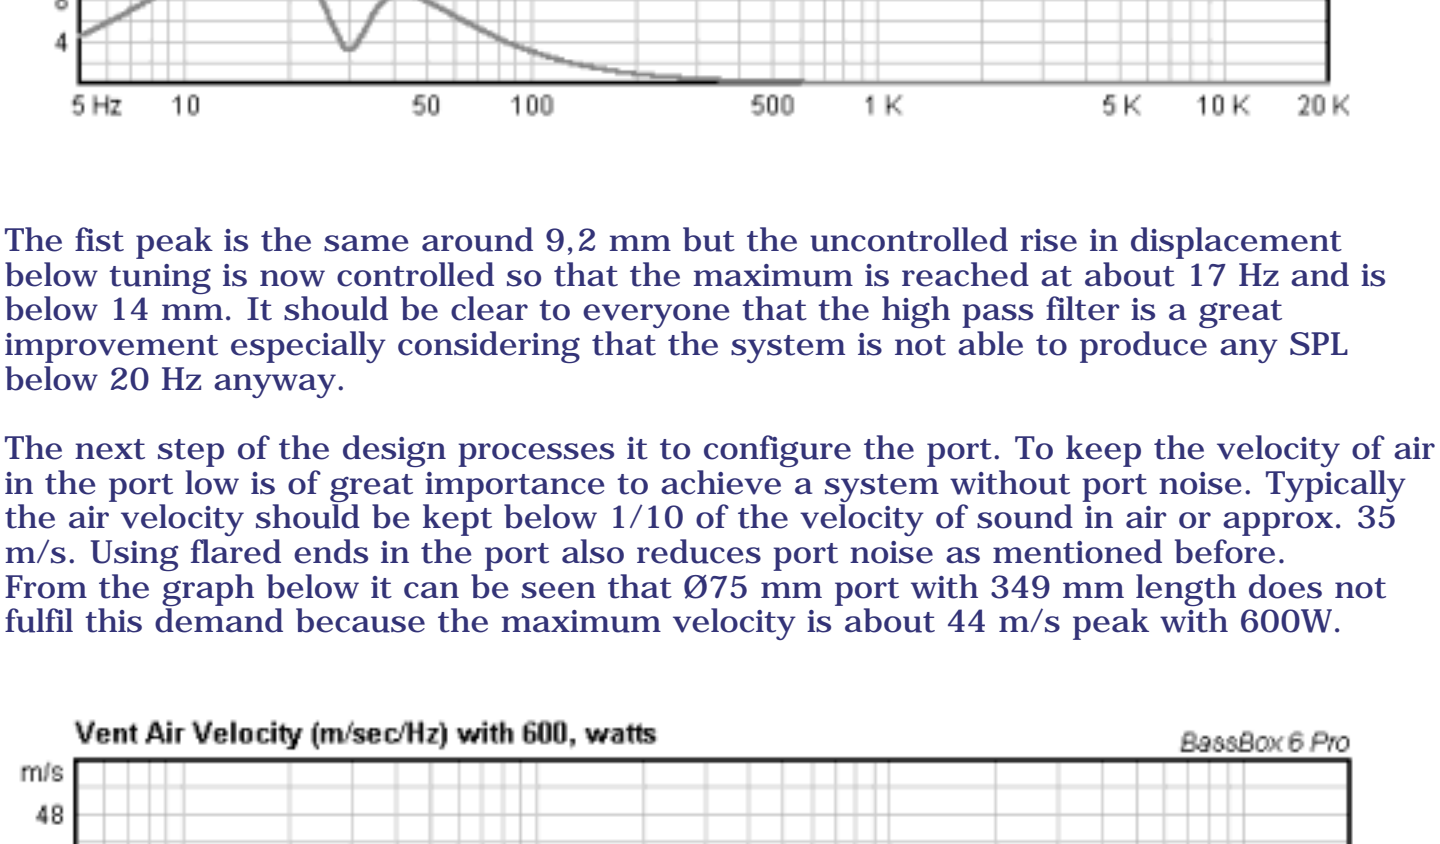 4
5 Hz 10 50 100 500 1 K 5 K 10 K 20 K
The fist peak is the same around 9,2 mm but the uncontrolled rise in displacement
below tuning is now controlled so that the maximum is reached at about 17 Hz and is
below 14 mm. It should be clear to everyone that the high pass filter is a great
improvement especially considering that the system is not able to produce any SPL
below 20 Hz anyway.
The next step of the design processes it to configure the port. To keep the velocity of air
in the port low is of great importance to achieve a system without port noise. Typically
the air velocity should be kept below 1/10 of the velocity of sound in air or approx. 35
m/s. Using flared ends in the port also reduces port noise as mentioned before.
From the graph below it can be seen that Ø75 mm port with 349 mm length does not
fulfil this demand because the maximum velocity is about 44 m/s peak with 600W.
Vent Air Velocity (m/sec/Hz) with 600, watts
BassBox 6 Pro
m/s
48